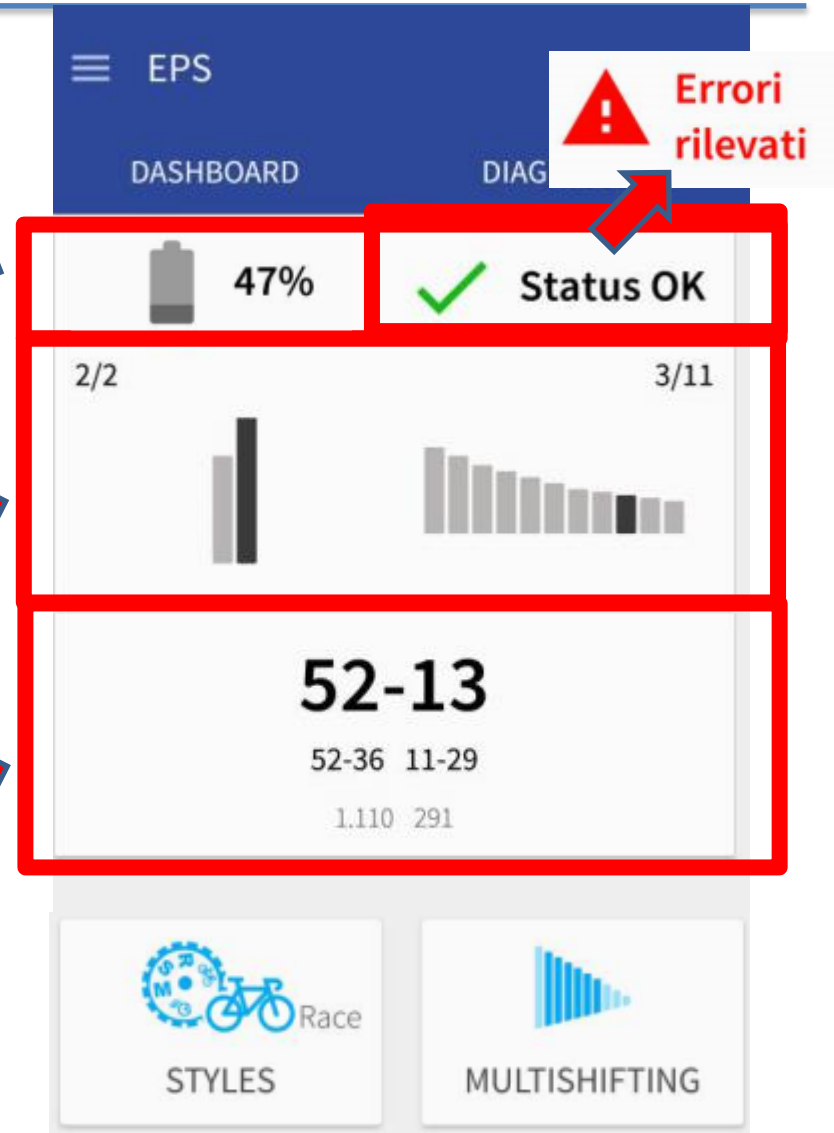 EPS
Errori
rilevati
DASHBOARD DIAG
47% Status OK
2/2 3/11
52-13
52-36 11-29
1.110 291
S R M Race
STYLES MULTISHIFTING